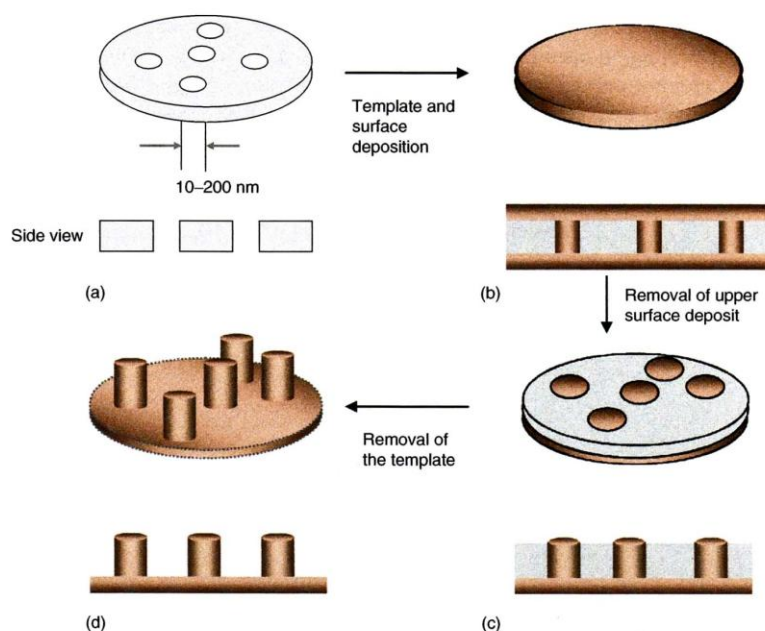 Template and
surface
deposition
10–200 nm
Side view
(a)
(b)
Removal of upper
surface deposit
Removal of
the template
(d)
(c)